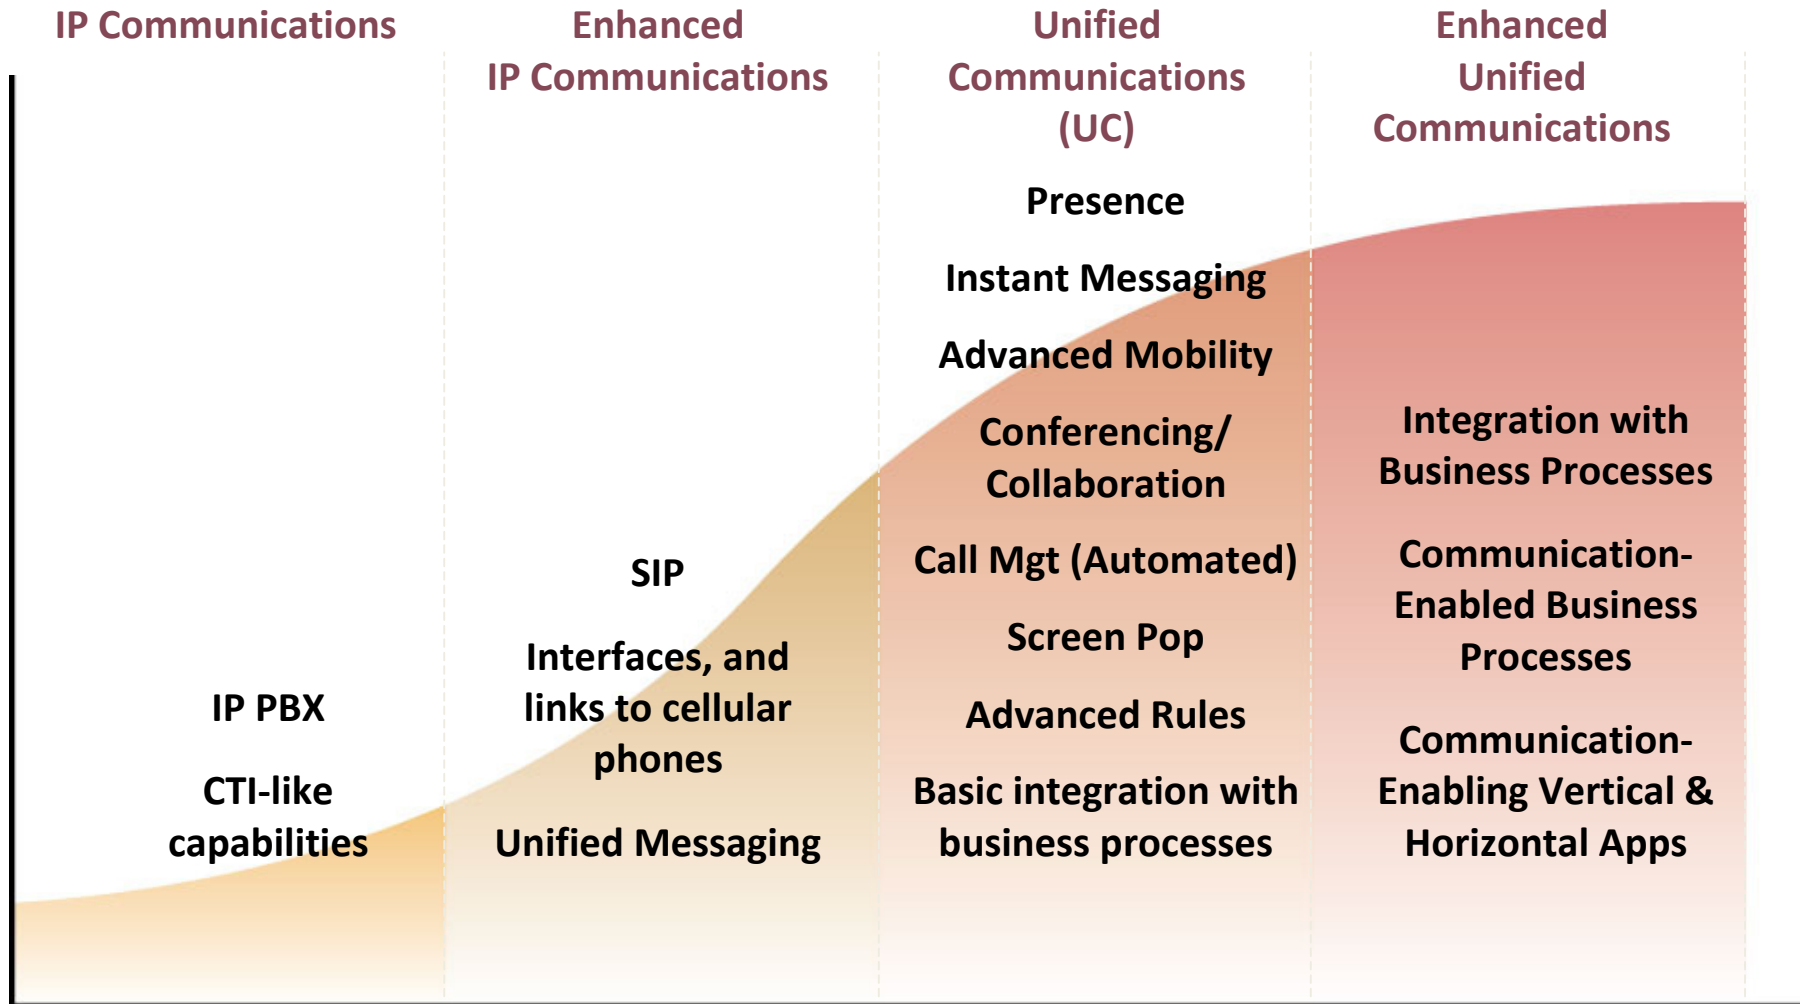 IP Communications
Enhanced
IP Communications
Unified
Communications
(UC)
Enhanced
Unified
Communications
IP PBX
CTI-like
capabilities
SIP
Interfaces, and
links to cellular
phones
Unified Messaging
Presence
Instant Messaging
Advanced Mobility
Conferencing/
Collaboration
Call Mgt (Automated)
Screen Pop
Advanced Rules
Basic integration with
business processes
Integration with
Business Processes
Communication-
Enabled Business
Processes
Communication-
Enabling Vertical &
Horizontal Apps